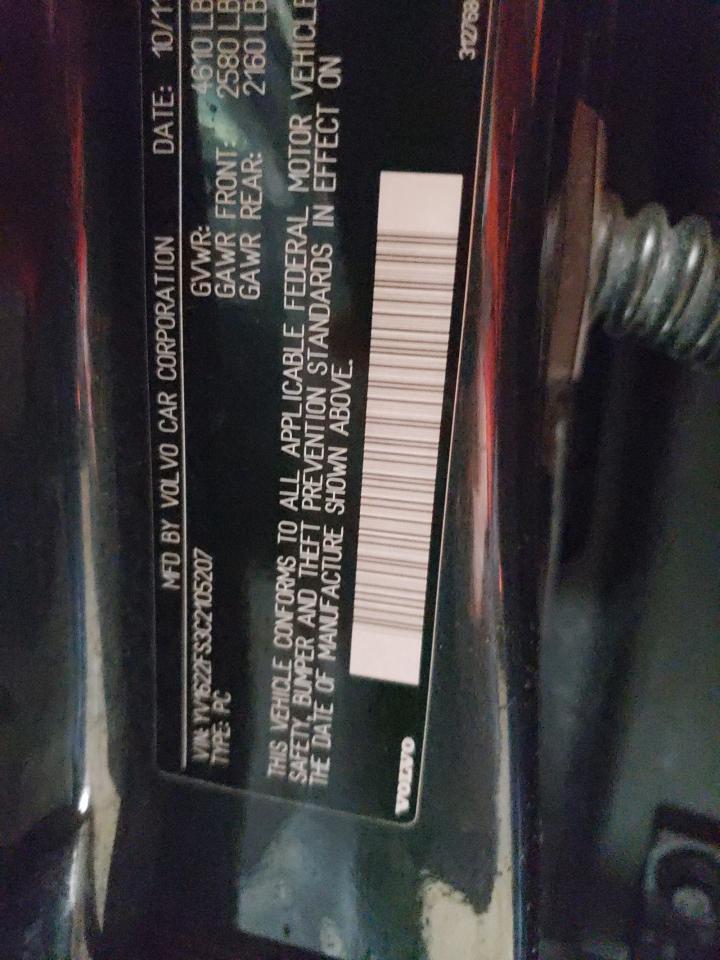 MFD BY VOLVO CAR CORPORATION DATE: 10/11
VIN: YV1622FS3C2105207 GVWR: 4610 LB
TYPE: PC GAWR FRONT: 2580 LB
GAWR REAR: 2160 LB
THIS VEHICLE CONFORMS TO ALL APPLICABLE FEDERAL MOTOR VEHICLE
SAFETY, BUMPER AND THEFT PREVENTION STANDARDS IN EFFECT ON
THE DATE OF MANUFACTURE SHOWN ABOVE.
VOLVO
312768